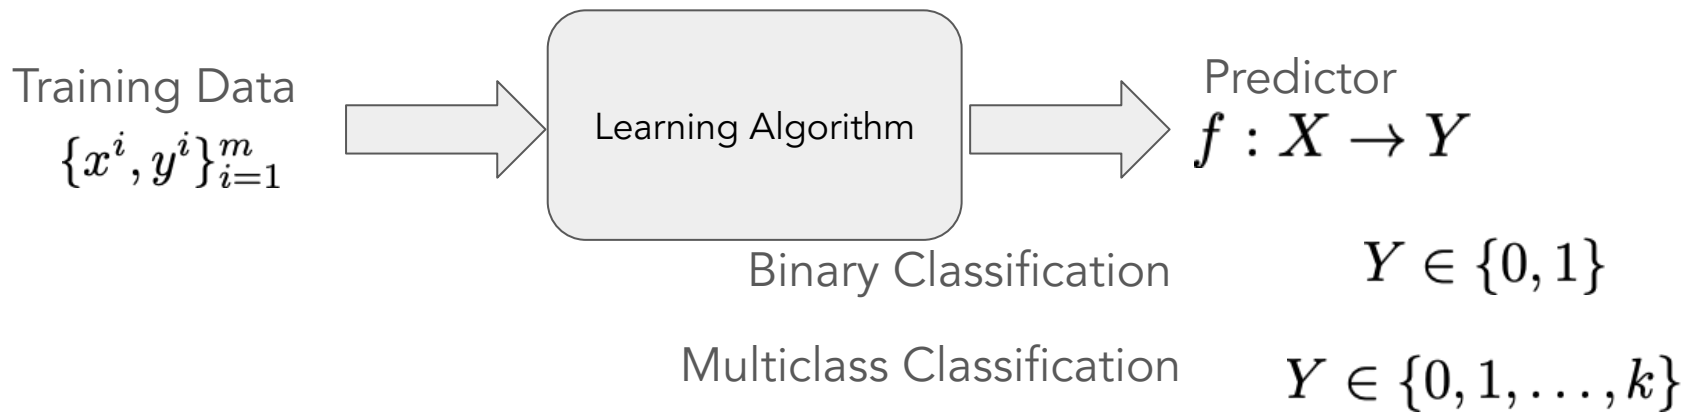 Training Data
{x^i, y^i}_{i=1}^m
Learning Algorithm
Predictor
f : X → Y
Binary Classification
Y ∈ {0, 1}
Multiclass Classification
Y ∈ {0, 1, . . . , k}